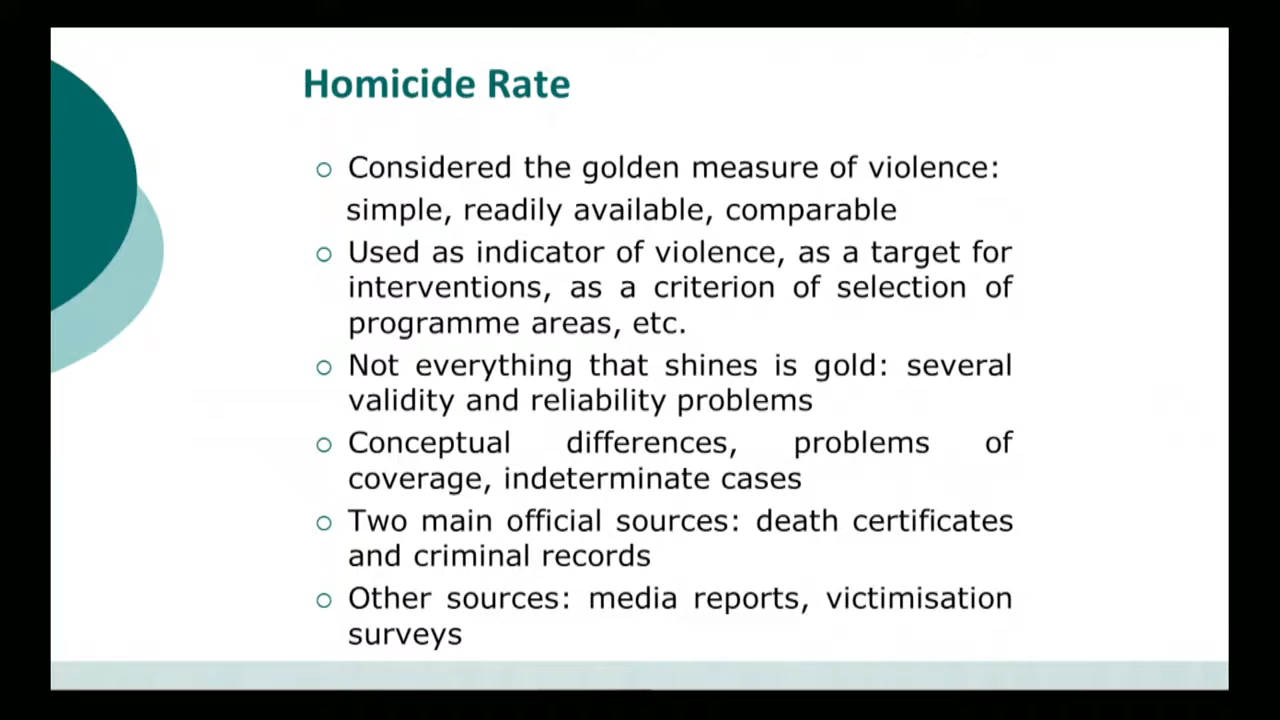 Homicide Rate
Considered the golden measure of violence:
simple, readily available, comparable
Used as indicator of violence, as a target for
interventions, as a criterion of selection of
programme areas, etc.
Not everything that shines is gold: several
validity and reliability problems
Conceptual differences, problems of
coverage, indeterminate cases
Two main official sources: death certificates
and criminal records
Other sources: media reports, victimisation
surveys